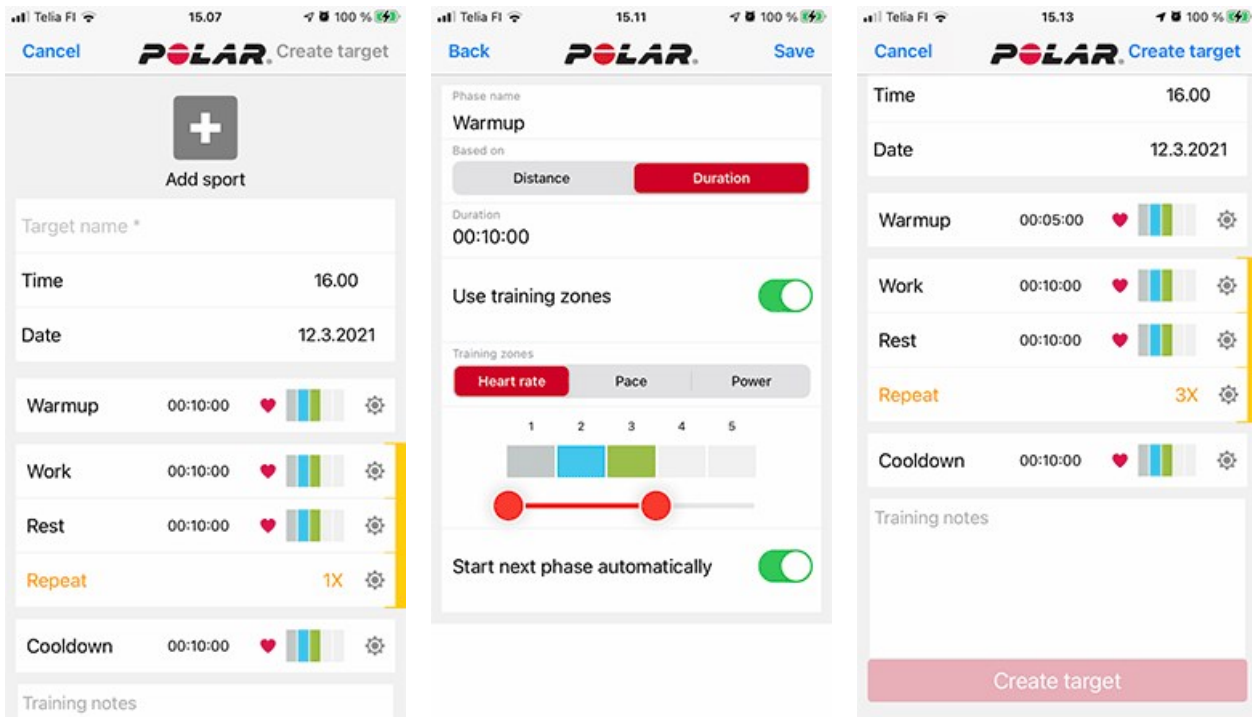 Telia FI 15.07 100 %
Cancel POLAR. Create target
Add sport
Target name *
Time 16.00
Date 12.3.2021
Warmup 00:10:00
Work 00:10:00
Rest 00:10:00
Repeat 1X
Cooldown 00:10:00
Training notes
Telia FI 15.11 100 %
Back POLAR. Save
Phase name
Warmup
Based on
Distance Duration
Duration
00:10:00
Use training zones
Training zones
Heart rate Pace Power
1 2 3 4 5
Start next phase automatically
Telia FI 15.13 100 %
Cancel POLAR. Create target
Time 16.00
Date 12.3.2021
Warmup 00:05:00
Work 00:10:00
Rest 00:10:00
Repeat 3X
Cooldown 00:10:00
Training notes
Create target